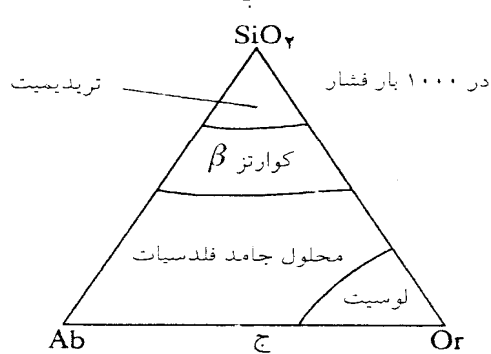 SiO۲
در ۱۰۰۰ بار فشار
تریدیمیت
کوارتز β
محلول جامد فلدسپات
لوسیت
Ab
ج
Or